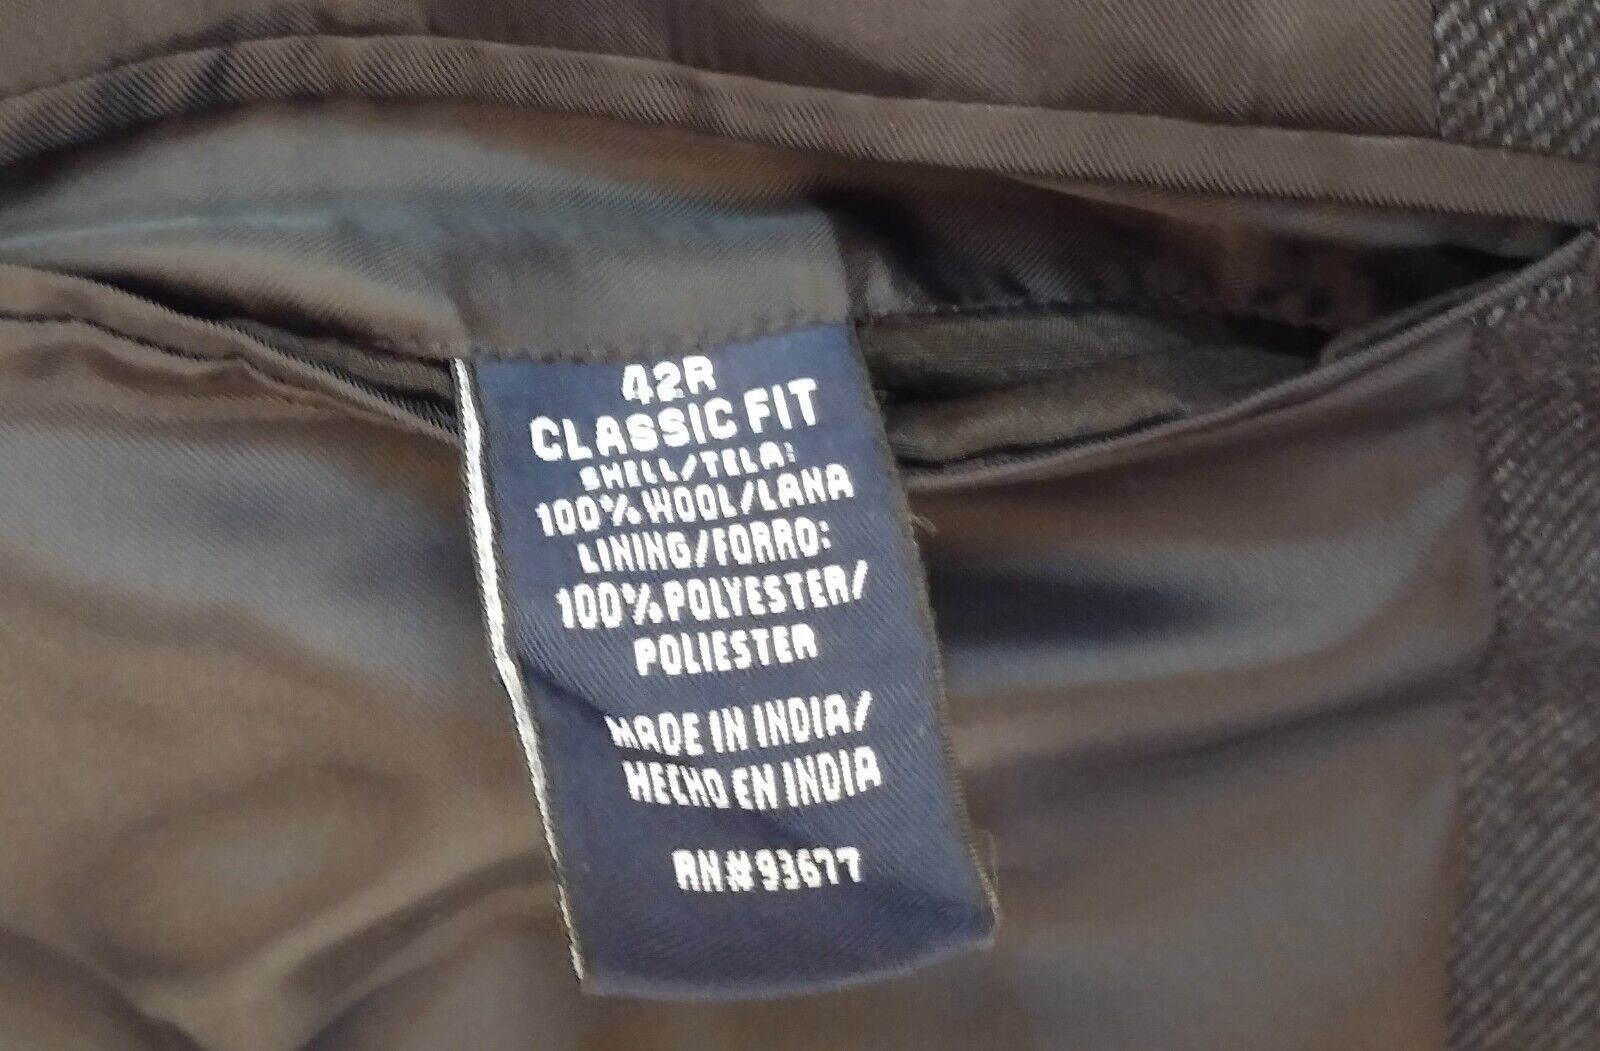 42R
CLASSIC FIT
SHELL/TELA:
100% WOOL/LANA
LINING/FORRO:
100% POLYESTER/
POLIESTER
MADE IN INDIA/
HECHO EN INDIA
RN#93677